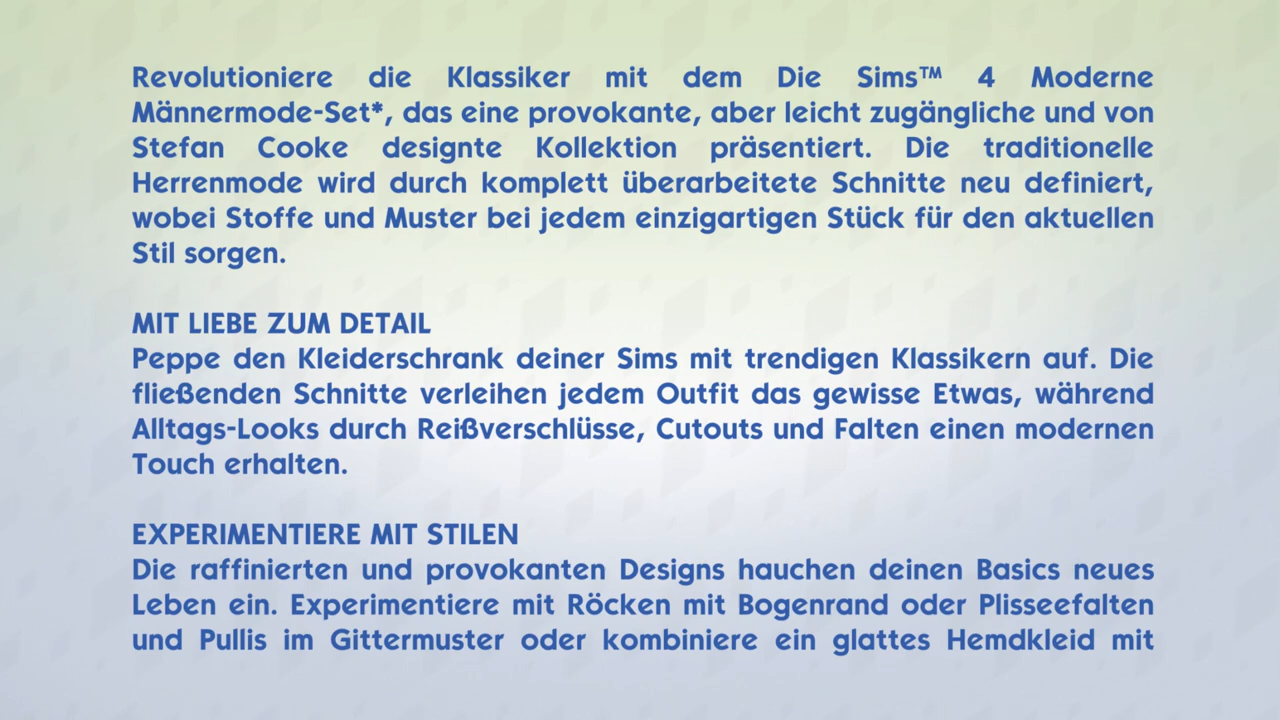 Revolutioniere die Klassiker mit dem Die Sims™ 4 Moderne
Männermode-Set*, das eine provokante, aber leicht zugängliche und von
Stefan Cooke designte Kollektion präsentiert. Die traditionelle
Herrenmode wird durch komplett überarbeitete Schnitte neu definiert,
wobei Stoffe und Muster bei jedem einzigartigen Stück für den aktuellen
Stil sorgen.
MIT LIEBE ZUM DETAIL
Peppe den Kleiderschrank deiner Sims mit trendigen Klassikern auf. Die
fließenden Schnitte verleihen jedem Outfit das gewisse Etwas, während
Alltags-Looks durch Reißverschlüsse, Cutouts und Falten einen modernen
Touch erhalten.
EXPERIMENTIERE MIT STILEN
Die raffinierten und provokanten Designs hauchen deinen Basics neues
Leben ein. Experimentiere mit Röcken mit Bogenrand oder Plisseefalten
und Pullis im Gittermuster oder kombiniere ein glattes Hemdkleid mit